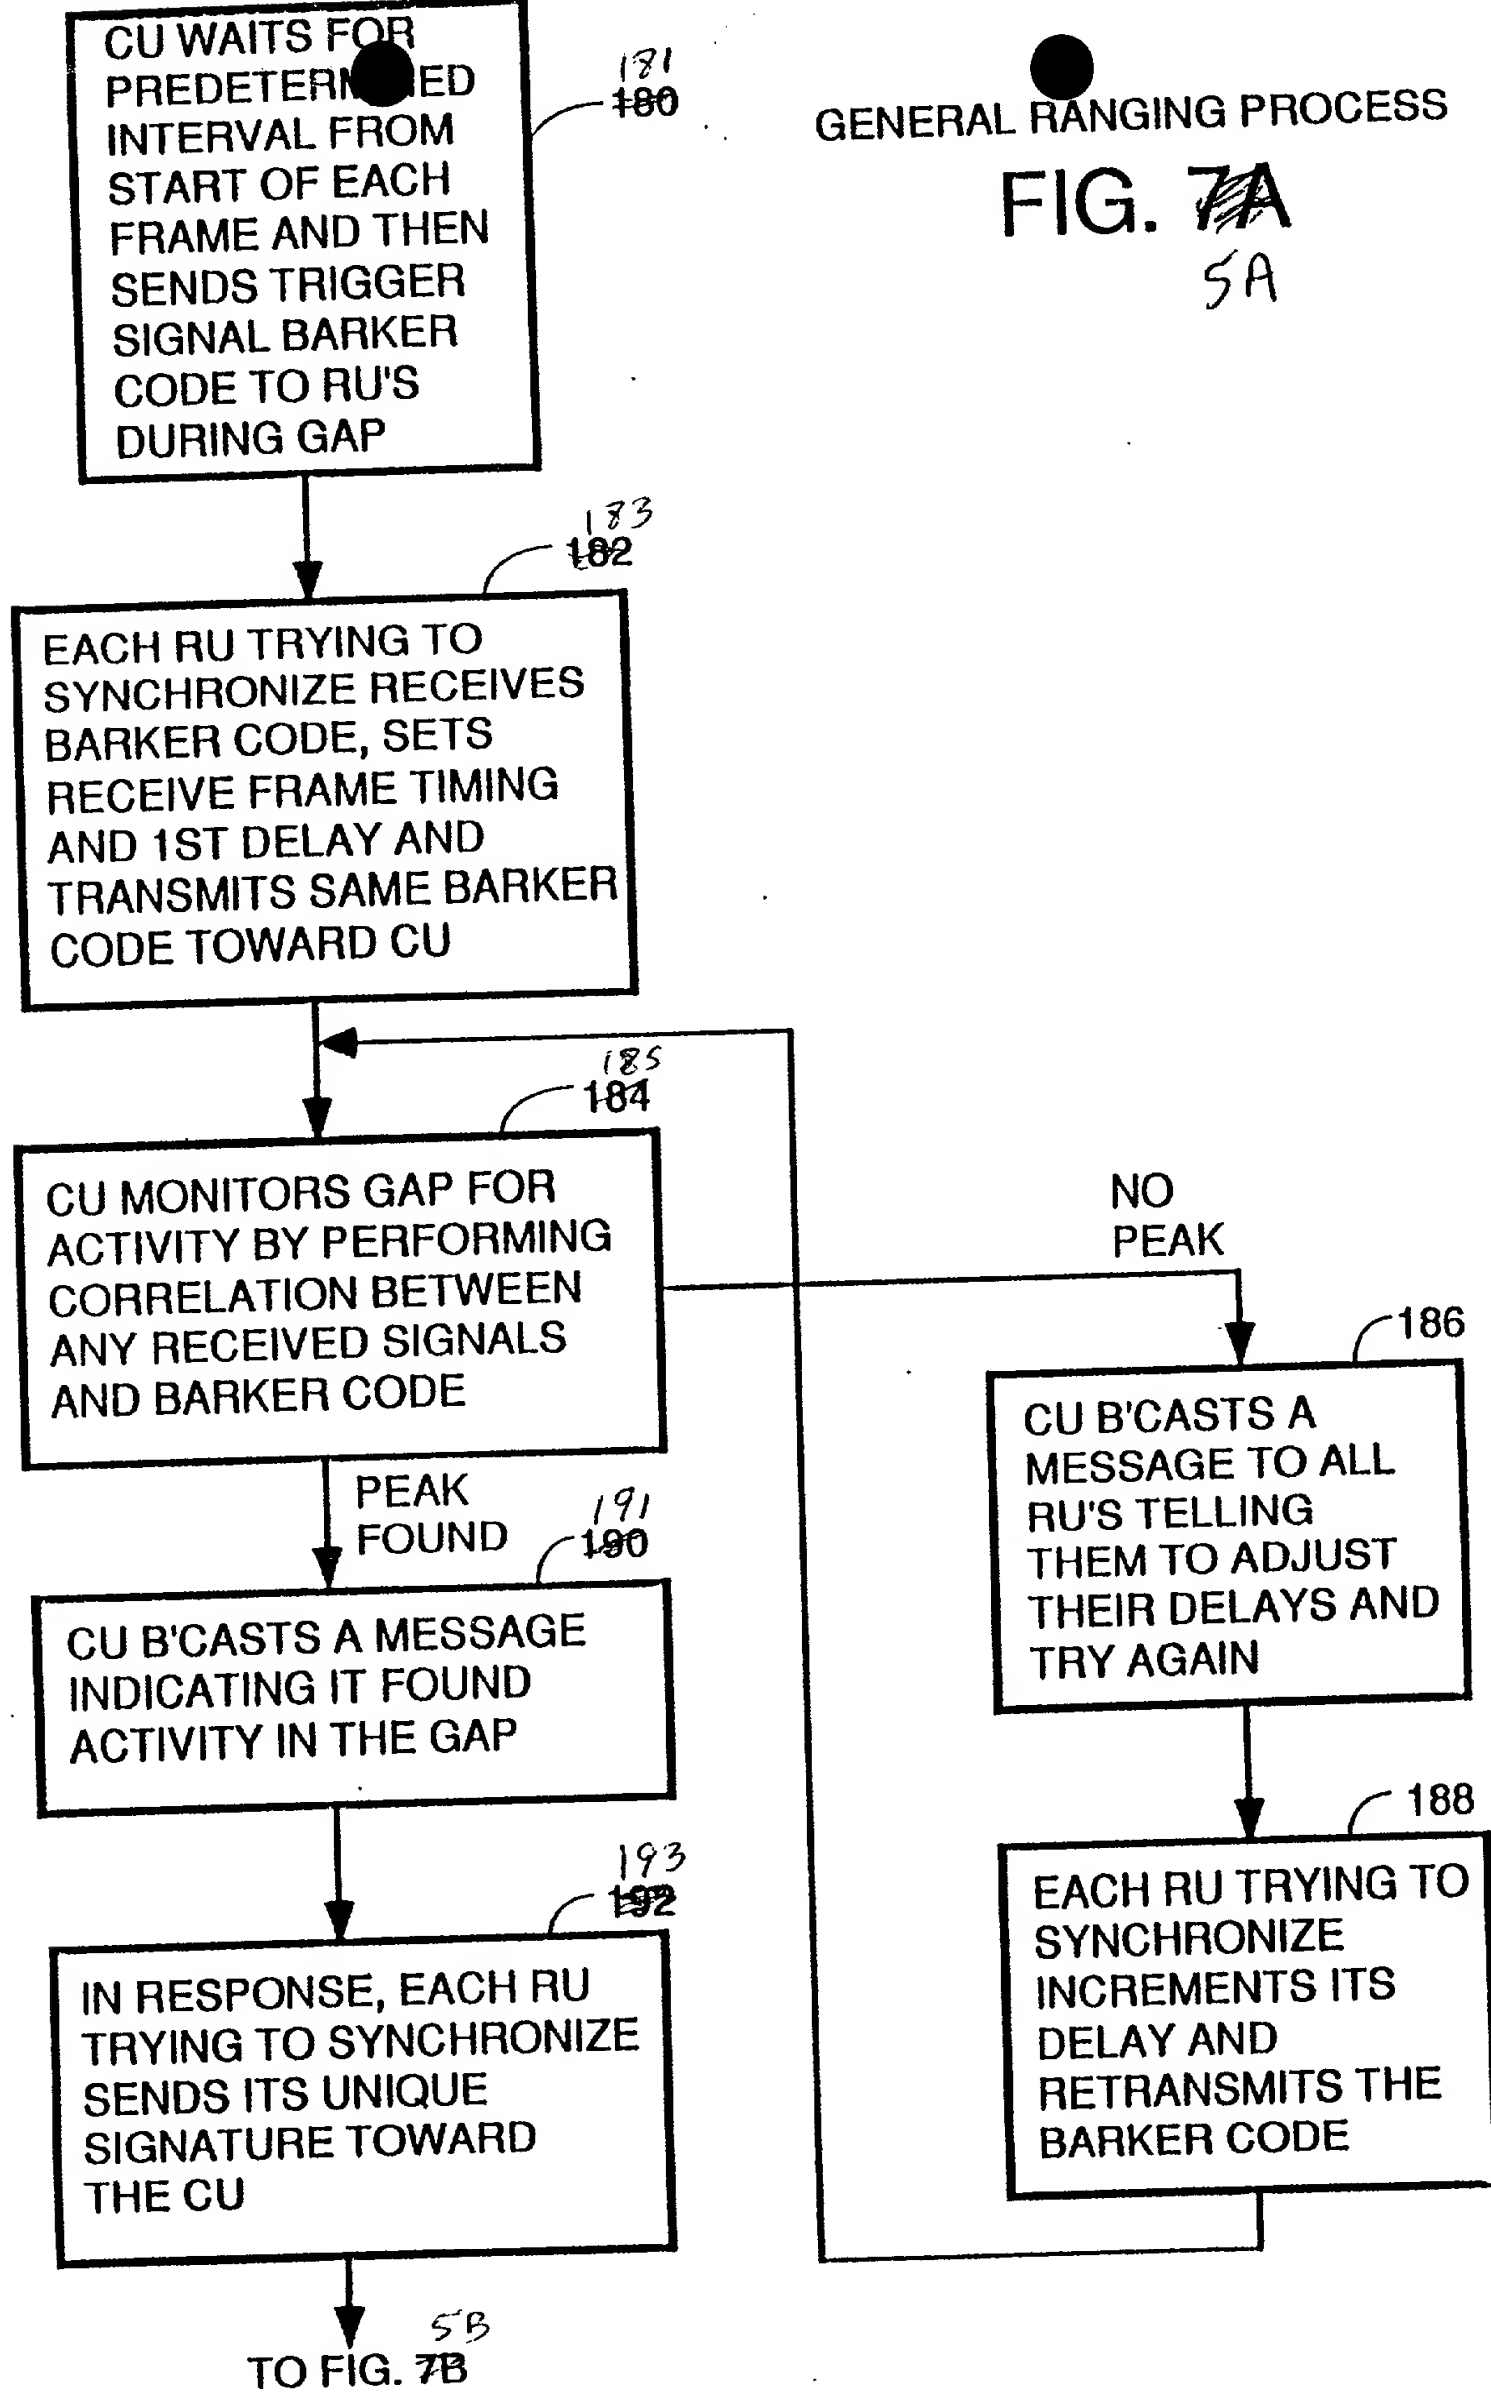 CU WAITS FOR
PREDETERMINED
INTERVAL FROM
START OF EACH
FRAME AND THEN
SENDS TRIGGER
SIGNAL BARKER
CODE TO RU'S
DURING GAP
181
180
GENERAL RANGING PROCESS
FIG. 7A
5A
183
182
EACH RU TRYING TO
SYNCHRONIZE RECEIVES
BARKER CODE, SETS
RECEIVE FRAME TIMING
AND 1ST DELAY AND
TRANSMITS SAME BARKER
CODE TOWARD CU
185
184
CU MONITORS GAP FOR
ACTIVITY BY PERFORMING
CORRELATION BETWEEN
ANY RECEIVED SIGNALS
AND BARKER CODE
NO
PEAK
186
CU B'CASTS A
MESSAGE TO ALL
RU'S TELLING
THEM TO ADJUST
THEIR DELAYS AND
TRY AGAIN
PEAK
FOUND
191
190
CU B'CASTS A MESSAGE
INDICATING IT FOUND
ACTIVITY IN THE GAP
188
EACH RU TRYING TO
SYNCHRONIZE
INCREMENTS ITS
DELAY AND
RETRANSMITS THE
BARKER CODE
193
192
IN RESPONSE, EACH RU
TRYING TO SYNCHRONIZE
SENDS ITS UNIQUE
SIGNATURE TOWARD
THE CU
5B
TO FIG. 7B